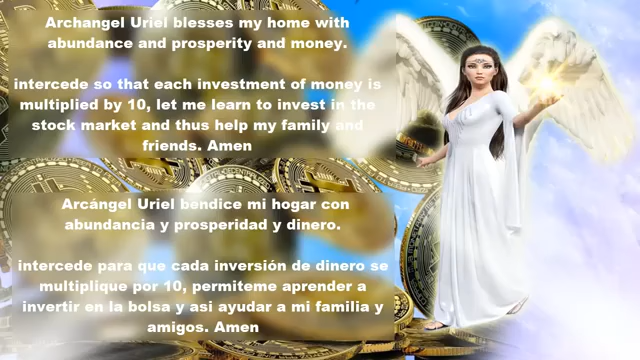 Archangel Uriel blesses my home with
abundance and prosperity and money.
intercede so that each investment of money is
multiplied by 10, let me learn to invest in the
stock market and thus help my family and
friends. Amen
Arcángel Uriel bendice mi hogar con
abundancia y prosperidad y dinero.
intercede para que cada inversión de dinero se
multiplique por 10, permiteme aprender a
invertir en la bolsa y asi ayudar a mi familia y
amigos. Amen